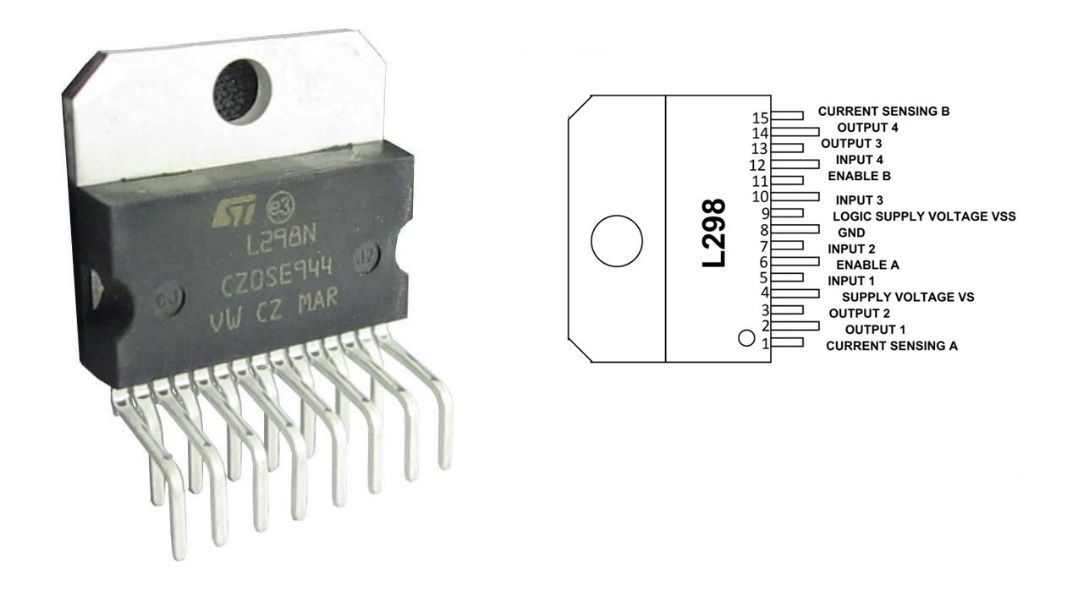 ST e3
L298N
CZ0SE944
CJ J2
VW CZ MAR
L298
15 CURRENT SENSING B
14 OUTPUT 4
13 OUTPUT 3
12 INPUT 4
11 ENABLE B
10 INPUT 3
9 LOGIC SUPPLY VOLTAGE VSS
8 GND
7 INPUT 2
6 ENABLE A
5 INPUT 1
4 SUPPLY VOLTAGE VS
3 OUTPUT 2
2 OUTPUT 1
1 CURRENT SENSING A